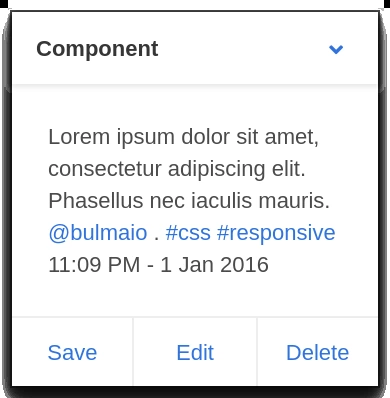 Component
Lorem ipsum dolor sit amet,
consectetur adipiscing elit.
Phasellus nec iaculis mauris.
@bulmaio . #css #responsive
11:09 PM - 1 Jan 2016
Save Edit Delete